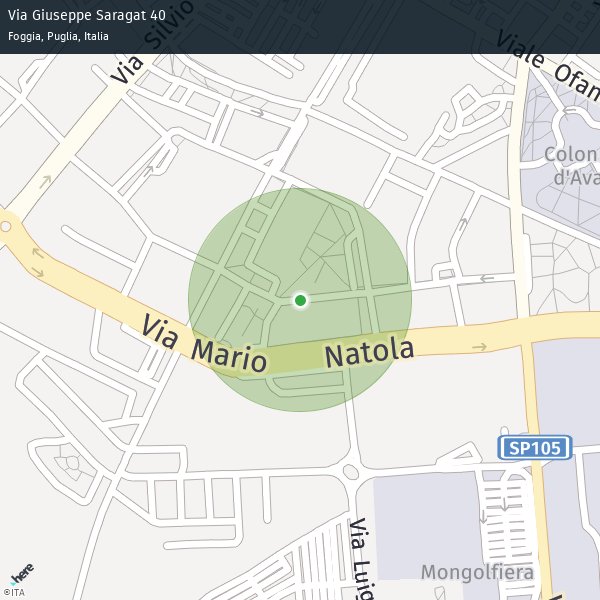 Via Giuseppe Saragat 40
Foggia, Puglia, Italia
Via Silvio
Viale Ofan
Colon
d'Ava
Via Mario Natola
SP105
Via Luig
Mongolfiera
here
©ITA